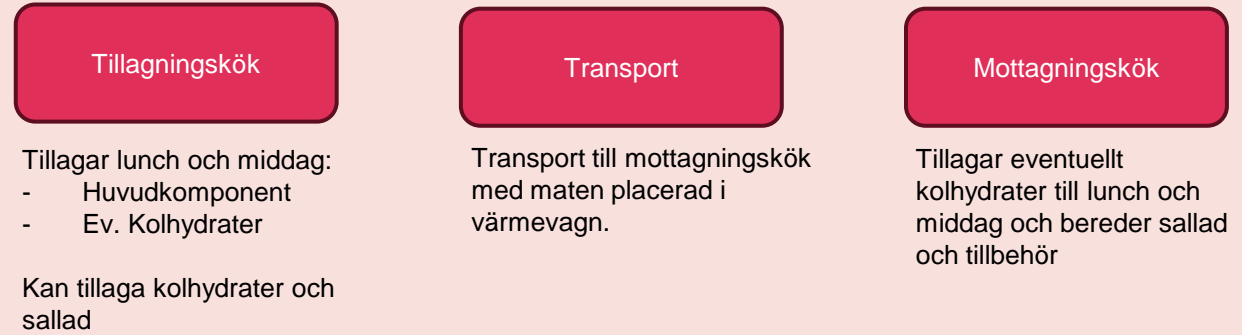 Tillagningskök
Tillagar lunch och middag:
- Huvudkomponent
- Ev. Kolhydrater
Kan tillaga kolhydrater och
sallad
Transport
Transport till mottagningskök
med maten placerad i
värmevagn.
Mottagningskök
Tillagar eventuellt
kolhydrater till lunch och
middag och bereder sallad
och tillbehör